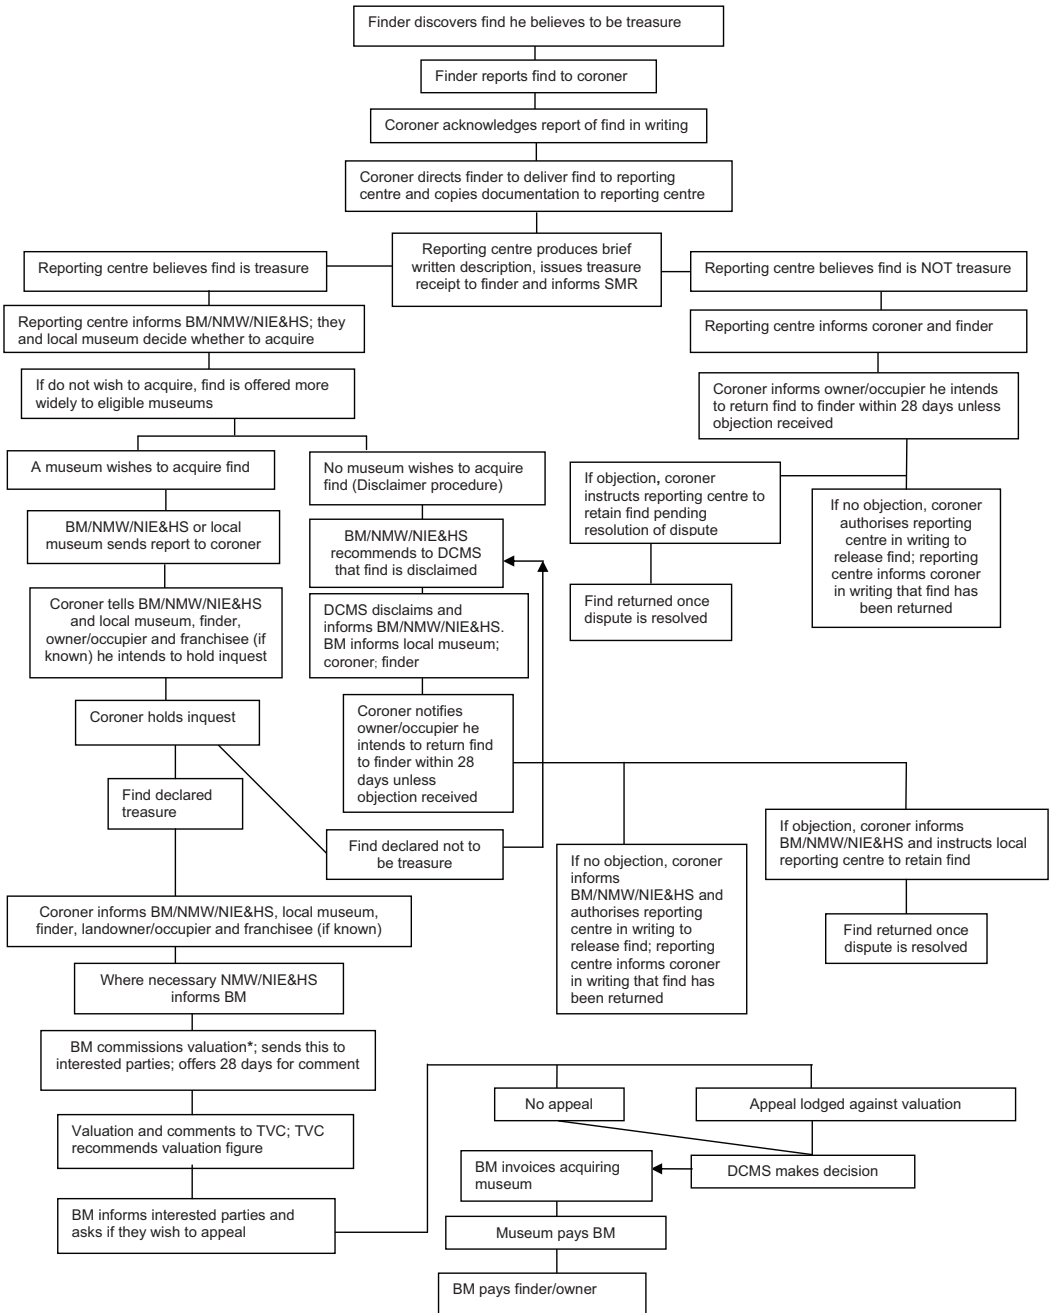 Finder discovers find he believes to be treasure
Finder reports find to coroner
Coroner acknowledges report of find in writing
Coroner directs finder to deliver find to reporting
centre and copies documentation to reporting centre
Reporting centre produces brief
written description, issues treasure
receipt to finder and informs SMR
Reporting centre believes find is treasure
Reporting centre believes find is NOT treasure
Reporting centre informs BM/NMW/NIE&HS; they
and local museum decide whether to acquire
Reporting centre informs coroner and finder
If do not wish to acquire, find is offered more
widely to eligible museums
Coroner informs owner/occupier he intends
to return find to finder within 28 days unless
objection received
A museum wishes to acquire find
No museum wishes to acquire
find (Disclaimer procedure)
If objection, coroner
instructs reporting centre to
retain find pending
resolution of dispute
If no objection, coroner
authorises reporting
centre in writing to
release find; reporting
centre informs coroner
in writing that find has
been returned
BM/NMW/NIE&HS or local
museum sends report to coroner
BM/NMW/NIE&HS
recommends to DCMS
that find is disclaimed
Find returned once
dispute is resolved
Coroner tells BM/NMW/NIE&HS
and local museum, finder,
owner/occupier and franchisee (if
known) he intends to hold inquest
DCMS disclaims and
informs BM/NMW/NIE&HS.
BM informs local museum;
coroner; finder
Coroner holds inquest
Coroner notifies
owner/occupier he
intends to return find
to finder within 28
days unless
objection received
Find declared
treasure
Find declared not to
be treasure
If no objection, coroner
informs
BM/NMW/NIE&HS and
authorises reporting
centre in writing to
release find; reporting
centre informs coroner
in writing that find has
been returned
If objection, coroner informs
BM/NMW/NIE&HS and instructs local
reporting centre to retain find
Find returned once
dispute is resolved
Coroner informs BM/NMW/NIE&HS, local museum,
finder, landowner/occupier and franchisee (if known)
Where necessary NMW/NIE&HS
informs BM
BM commissions valuation*; sends this to
interested parties; offers 28 days for comment
Valuation and comments to TVC; TVC
recommends valuation figure
BM informs interested parties and
asks if they wish to appeal
No appeal
Appeal lodged against valuation
DCMS makes decision
BM invoices acquiring
museum
Museum pays BM
BM pays finder/owner